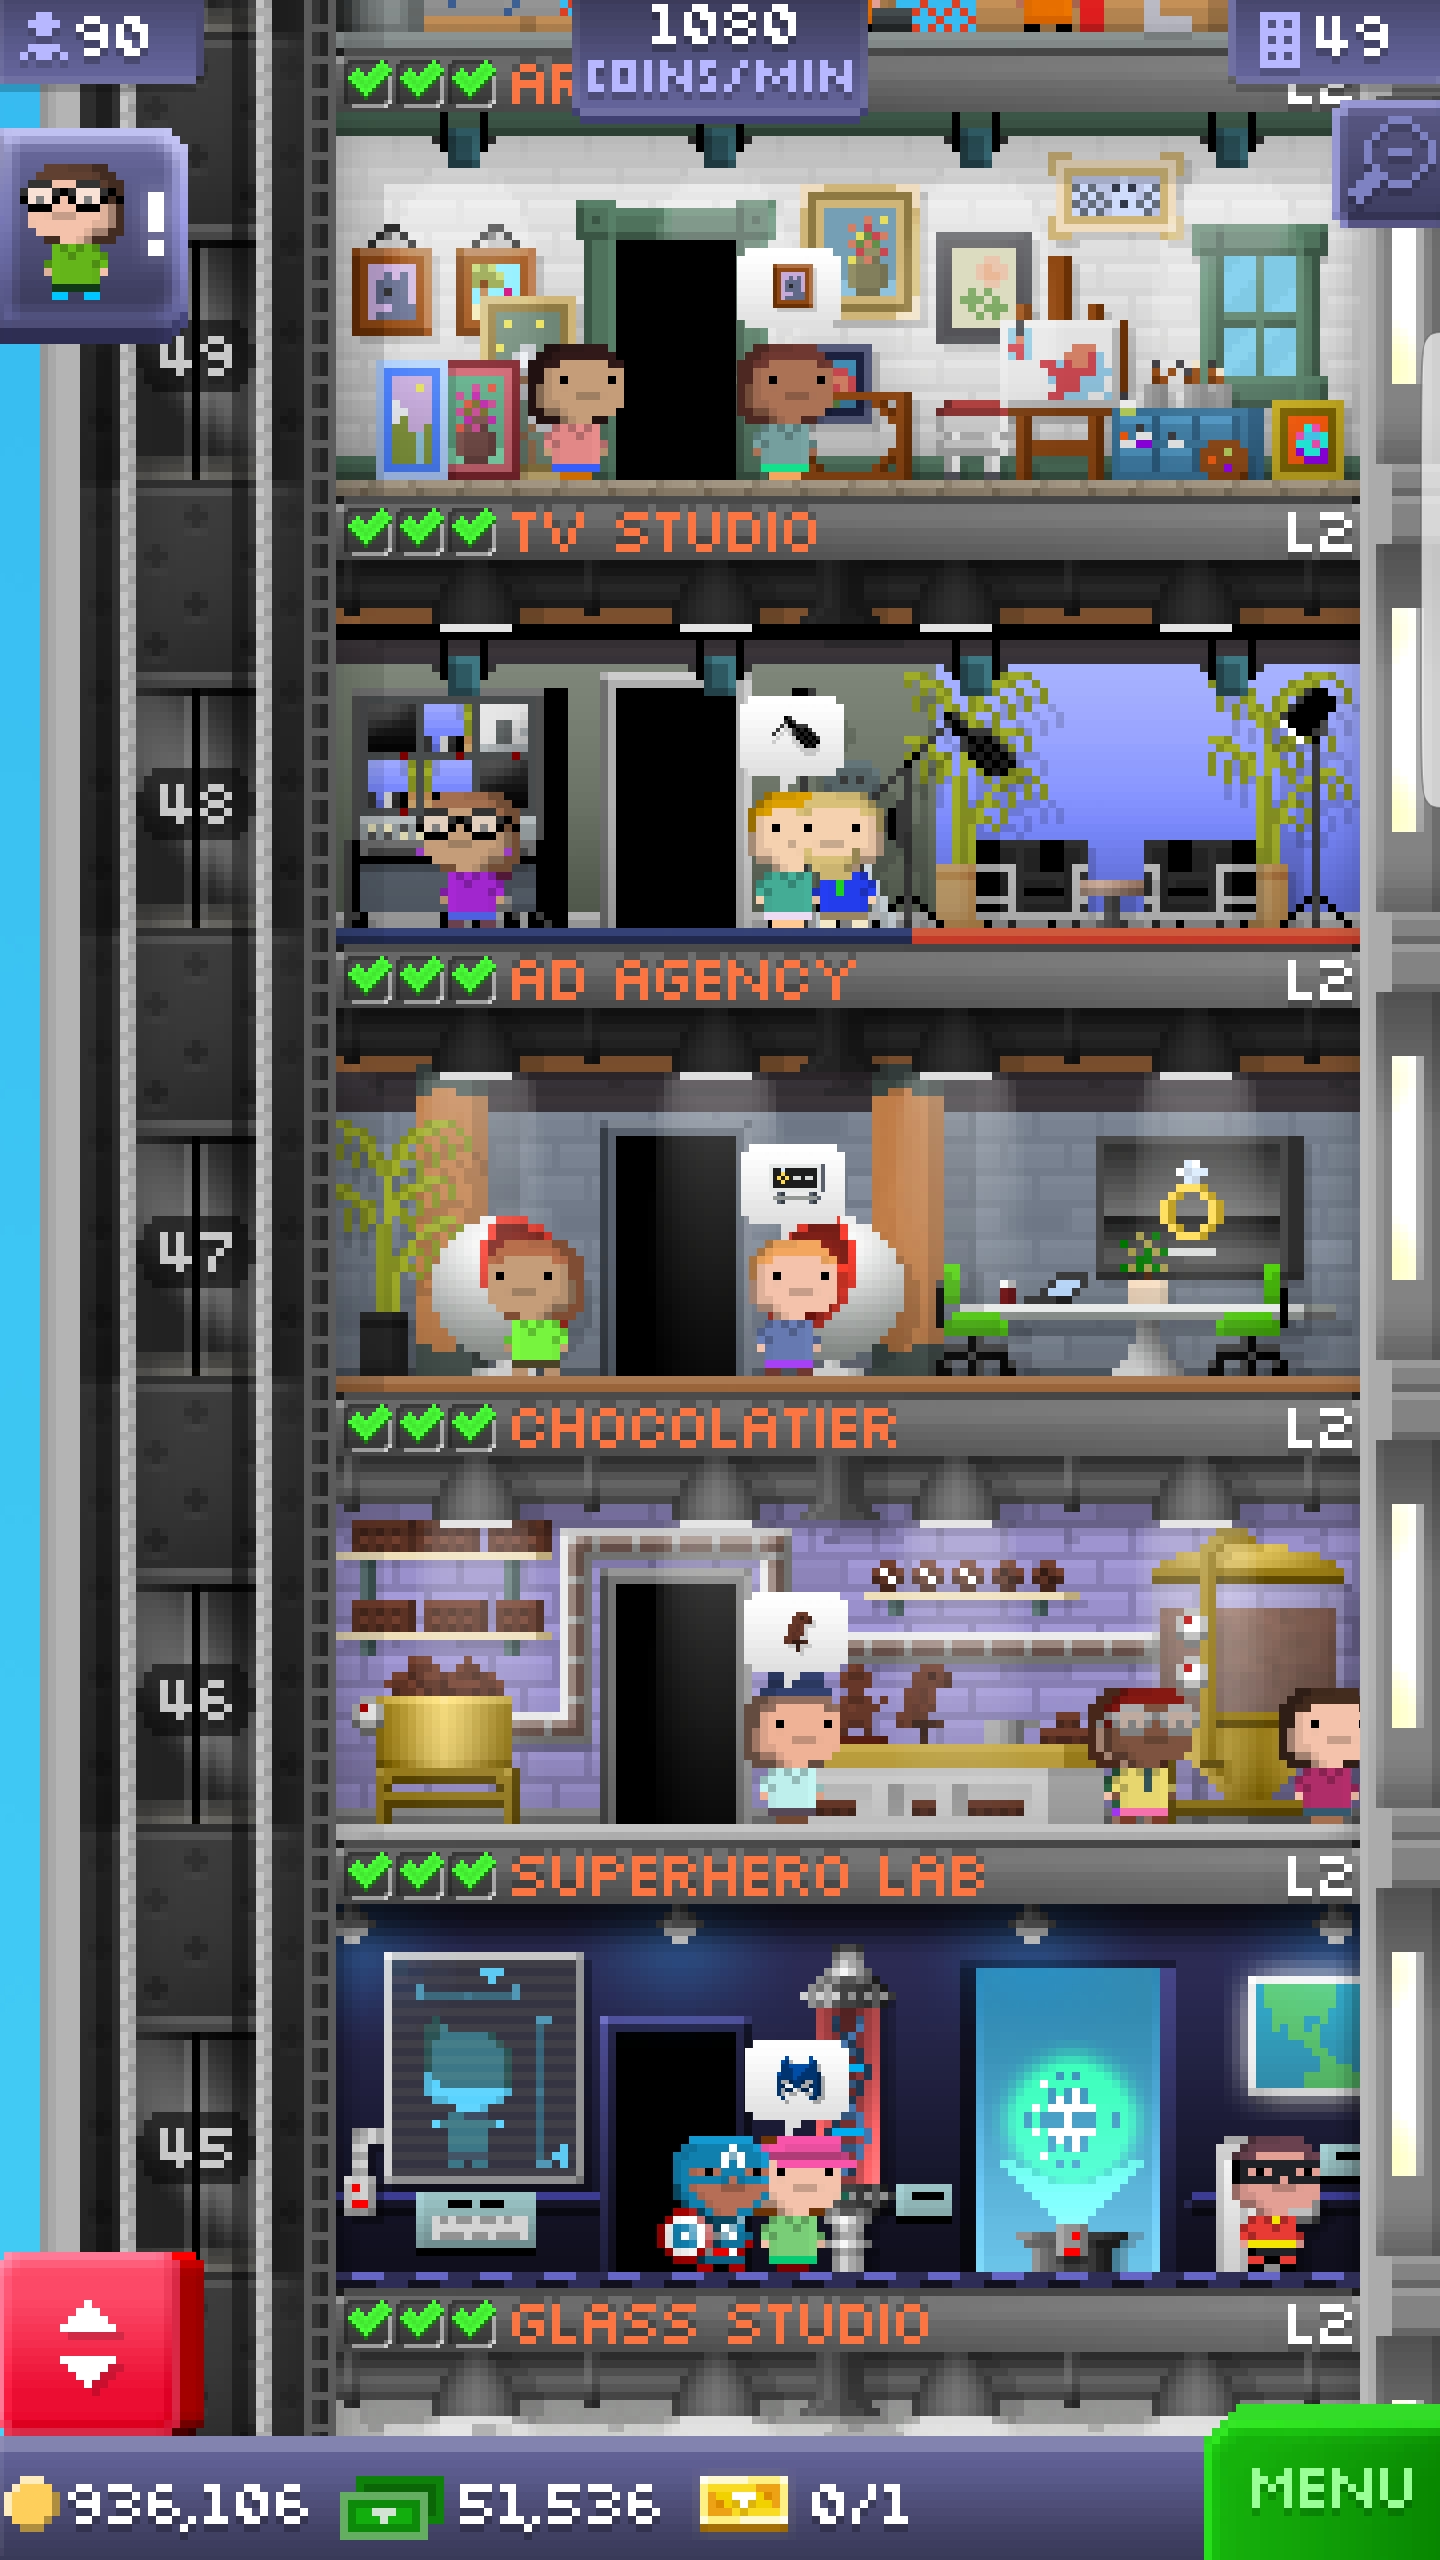 90
1080
COINS/MIN
49
AR
L2
!
49
TV STUDIO L2
48
AD AGENCY L2
47
CHOCOLATIER L2
46
SUPERHERO LAB L2
45
GLASS STUDIO L2
936,106
51,536
0/1
MENU